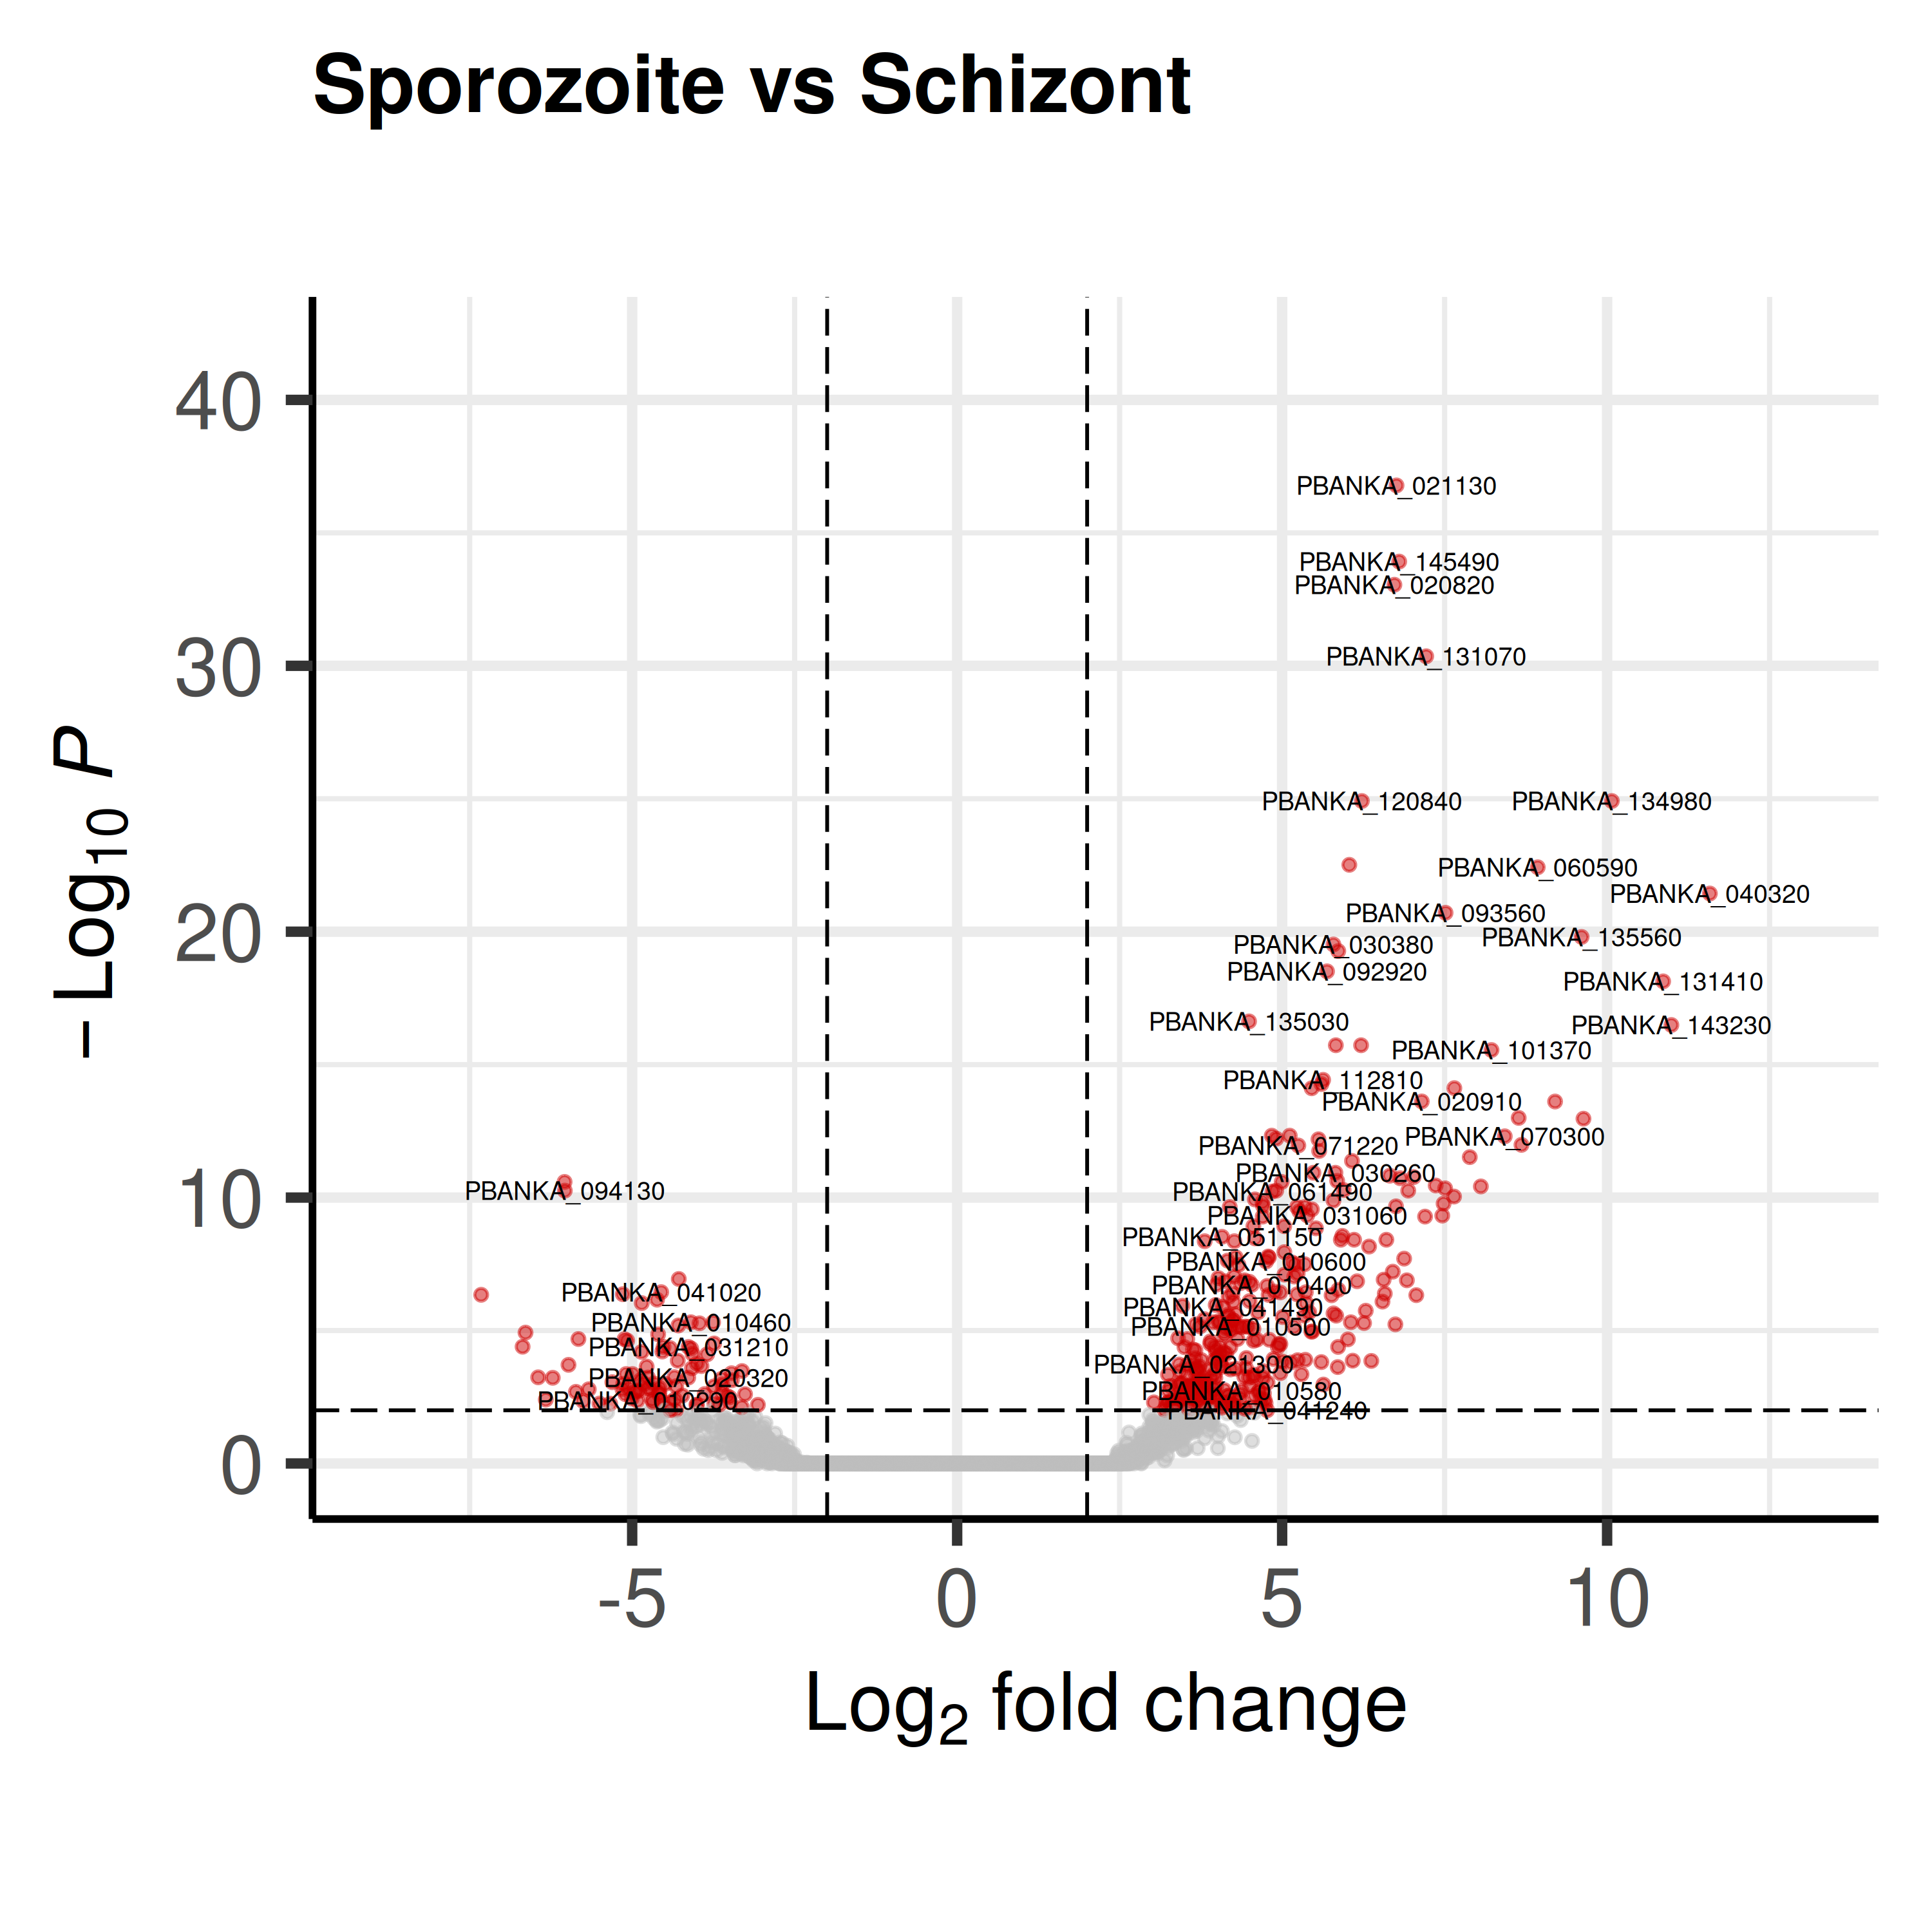 Sporozoite vs Schizont
− Log10 P
40
30
20
10
0
PBANKA_021130
PBANKA_145490
PBANKA_020820
PBANKA_131070
PBANKA_120840
PBANKA_134980
PBANKA_060590
PBANKA_040320
PBANKA_093560
PBANKA_135560
PBANKA_030380
PBANKA_092920
PBANKA_131410
PBANKA_135030
PBANKA_143230
PBANKA_101370
PBANKA_112810
PBANKA_020910
PBANKA_070300
PBANKA_071220
PBANKA_030260
PBANKA_094130
PBANKA_061490
PBANKA_031060
PBANKA_051150
PBANKA_010600
PBANKA_010400
PBANKA_041020
PBANKA_041490
PBANKA_010460
PBANKA_010500
PBANKA_031210
PBANKA_021300
PBANKA_020320
PBANKA_010580
PBANKA_010290
PBANKA_041240
-5
0
5
10
Log2 fold change